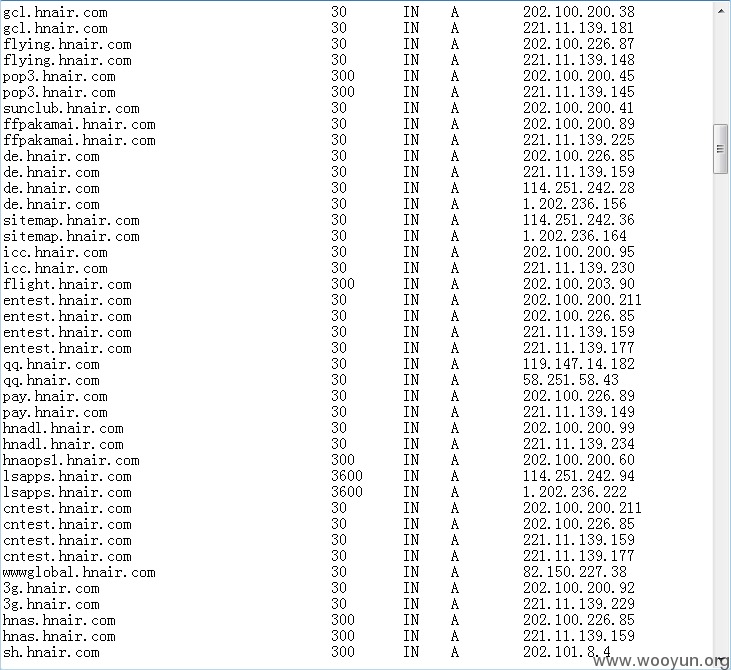 gcl.hnair.com 30 IN A 202.100.200.38
gcl.hnair.com 30 IN A 221.11.139.181
flying.hnair.com 30 IN A 202.100.226.87
flying.hnair.com 30 IN A 221.11.139.148
pop3.hnair.com 300 IN A 202.100.200.45
pop3.hnair.com 300 IN A 221.11.139.145
sunclub.hnair.com 30 IN A 202.100.200.41
ffpakamai.hnair.com 30 IN A 202.100.200.89
ffpakamai.hnair.com 30 IN A 221.11.139.225
de.hnair.com 30 IN A 202.100.226.85
de.hnair.com 30 IN A 221.11.139.159
de.hnair.com 30 IN A 114.251.242.28
de.hnair.com 30 IN A 1.202.236.156
sitemap.hnair.com 30 IN A 114.251.242.36
sitemap.hnair.com 30 IN A 1.202.236.164
icc.hnair.com 30 IN A 202.100.200.95
icc.hnair.com 30 IN A 221.11.139.230
flight.hnair.com 300 IN A 202.100.203.90
entest.hnair.com 30 IN A 202.100.200.211
entest.hnair.com 30 IN A 202.100.226.85
entest.hnair.com 30 IN A 221.11.139.159
entest.hnair.com 30 IN A 221.11.139.177
qq.hnair.com 30 IN A 119.147.14.182
qq.hnair.com 30 IN A 58.251.58.43
pay.hnair.com 30 IN A 202.100.226.89
pay.hnair.com 30 IN A 221.11.139.149
hnadl.hnair.com 30 IN A 202.100.200.99
hnadl.hnair.com 30 IN A 221.11.139.234
hnaops1.hnair.com 300 IN A 202.100.200.60
lsapps.hnair.com 3600 IN A 114.251.242.94
lsapps.hnair.com 3600 IN A 1.202.236.222
cntest.hnair.com 30 IN A 202.100.200.211
cntest.hnair.com 30 IN A 202.100.226.85
cntest.hnair.com 30 IN A 221.11.139.159
cntest.hnair.com 30 IN A 221.11.139.177
wwwglobal.hnair.com 30 IN A 82.150.227.38
3g.hnair.com 30 IN A 202.100.200.92
3g.hnair.com 30 IN A 221.11.139.229
hnas.hnair.com 300 IN A 202.100.226.85
hnas.hnair.com 300 IN A 221.11.139.159
sh.hnair.com 300 IN A 202.101.8.4
www.wooyun.org